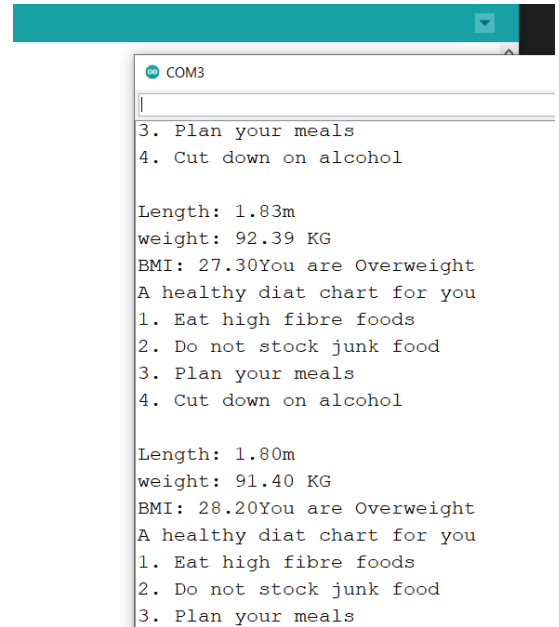 COM3
3. Plan your meals
4. Cut down on alcohol
Length: 1.83m
weight: 92.39 KG
BMI: 27.30You are Overweight
A healthy diat chart for you
1. Eat high fibre foods
2. Do not stock junk food
3. Plan your meals
4. Cut down on alcohol
Length: 1.80m
weight: 91.40 KG
BMI: 28.20You are Overweight
A healthy diat chart for you
1. Eat high fibre foods
2. Do not stock junk food
3. Plan your meals